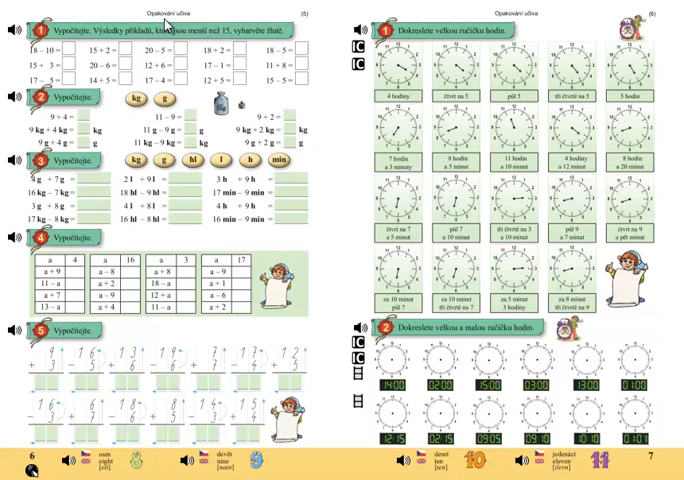 Opakování učiva
(5)
1 Vypočítejte. Výsledky příkladů, které jsou menší než 15, vybarvěte žlutě.
18 – 10 = 15 + 2 = 20 – 5 = 18 + 2 = 18 – 5 =
15 + 3 = 20 – 6 = 12 + 6 = 17 – 1 = 11 + 8 =
17 – 5 = 14 + 5 = 17 – 4 = 12 + 5 = 15 – 5 =
2 Vypočítejte. kg g
9 + 4 = 11 – 9 = 9 + 2 =
9 kg + 4 kg = kg 11 g – 9 g = g 9 kg + 2 kg = kg
9 g + 4 g = g 11 kg – 9 kg = kg 9 g + 2 g = g
3 Vypočítejte. kg g hl l h min
4 g + 7 g = 2 l + 9 l = 3 h + 9 h =
16 kg – 7 kg = 18 hl – 9 hl = 17 min – 9 min =
3 g + 8 g = 4 l + 8 l = 4 h + 9 h =
17 kg – 8 kg = 16 hl – 8 hl = 16 min – 9 min =
4 Vypočítejte.
a 4 a 16 a 3 a 17
a + 9 a – 8 a + 8 a – 9
11 – a a + 2 18 – a a + 1
a + 7 a – 9 12 + a a – 6
13 – a a + 4 11 – a a + 2
5 Vypočítejte.
6
osm
eight
[eit]
8
devět
nine
[nain]
9
Opakování učiva
(6)
1 Dokreslete velkou ručičku hodin.
4 hodiny čtvrt na 5 půl 5 tři čtvrtě na 5 5 hodin
7 hodin 8 hodin 11 hodin 4 hodiny 8 hodin
a 3 minuty a 5 minut a 10 minut a 12 minut a 20 minut
čtvrt na 7 půl 7 tři čtvrtě na 3 půl 9 čtvrt na 9
a 5 minut a 10 minut a 10 minut a 7 minut a pět minut
za 10 minut za 10 minut za 5 minut za 8 minut
půl 7 tři čtvrtě na 7 3 hodiny tři čtvrtě na 9
2 Dokreslete velkou a malou ručičku hodin.
14:00 02:00 15:00 03:00 13:00 01:00
12:15 02:10 09:05 09:10 10:10 01:01
deset
ten
[ten]
10
jedenáct
eleven
[ilevn]
11
7